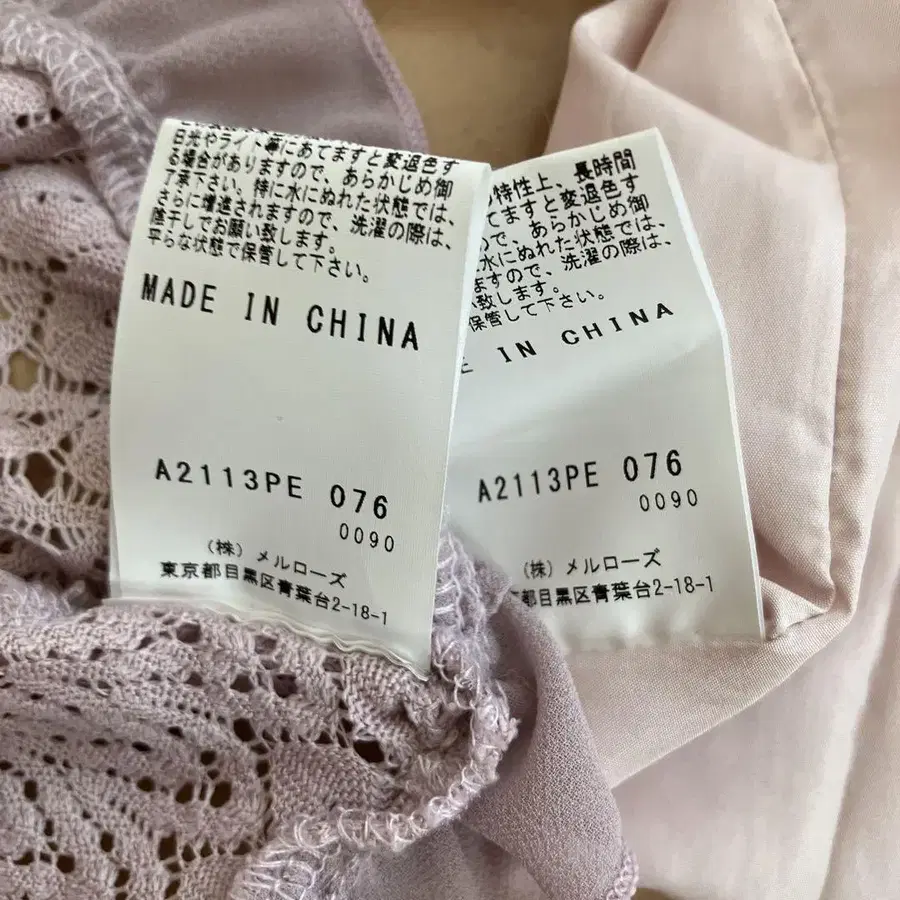 日光やライト等にあてますと変退色す
る場合がありますので、あらかじめ御
了承下さい。特に水にぬれた状態では、
さらに増進されますので、洗濯の際は、
陰干しでお願い致します。
平らな状態で保管して下さい。
MADE IN CHINA
A2113PE 076
0090
(株) メルローズ
東京都目黒区青葉台2-18-1
の特性上、長時間
てますと変退色す
ので、あらかじめ御
水にぬれた状態では、
ますので、洗濯の際は、
致します。
保管して下さい。
IN CHINA
A2113PE 076
0090
(株) メルローズ
都目黒区青葉台2-18-1